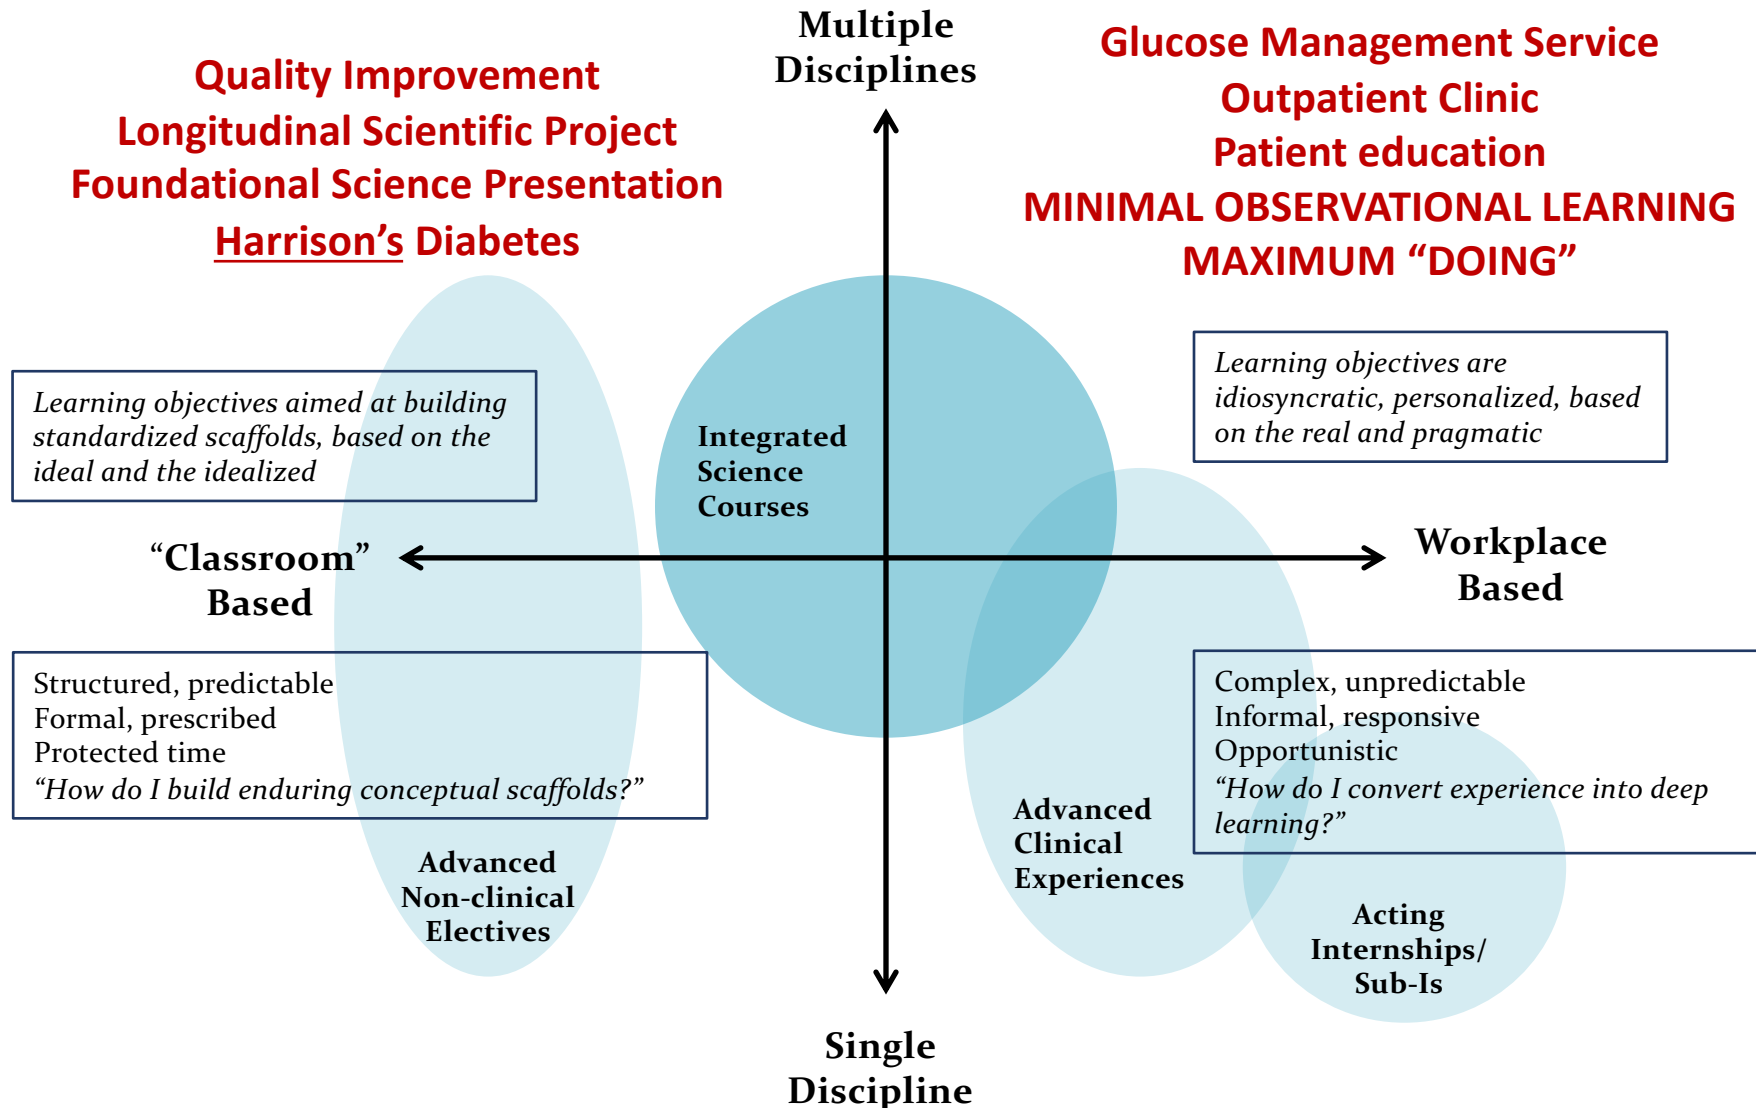 Multiple
Disciplines
Quality Improvement
Longitudinal Scientific Project
Foundational Science Presentation
Harrison’s Diabetes
Glucose Management Service
Outpatient Clinic
Patient education
MINIMAL OBSERVATIONAL LEARNING
MAXIMUM “DOING”
Learning objectives aimed at building
standardized scaffolds, based on the
ideal and the idealized
Integrated
Science
Courses
Learning objectives are
idiosyncratic, personalized, based
on the real and pragmatic
“Classroom”
Based
Workplace
Based
Structured, predictable
Formal, prescribed
Protected time
“How do I build enduring conceptual scaffolds?”
Complex, unpredictable
Informal, responsive
Opportunistic
“How do I convert experience into deep
learning?”
Advanced
Non-clinical
Electives
Advanced
Clinical
Experiences
Acting
Internships/
Sub-Is
Single
Discipline